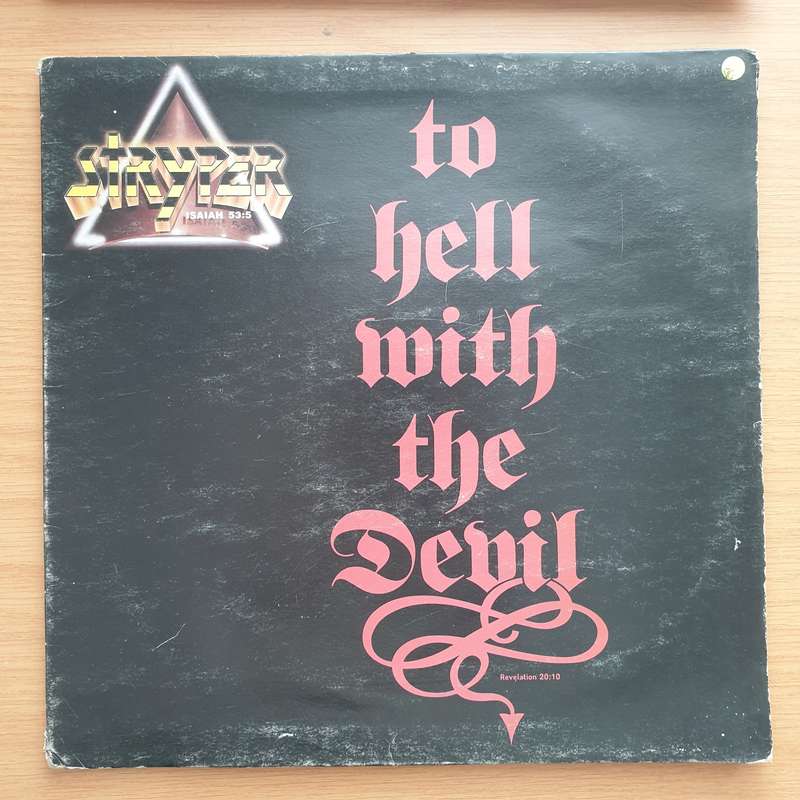 STRYPER
ISAIAH 53:5
to
hell
with
the
Devil
Revelation 20:10